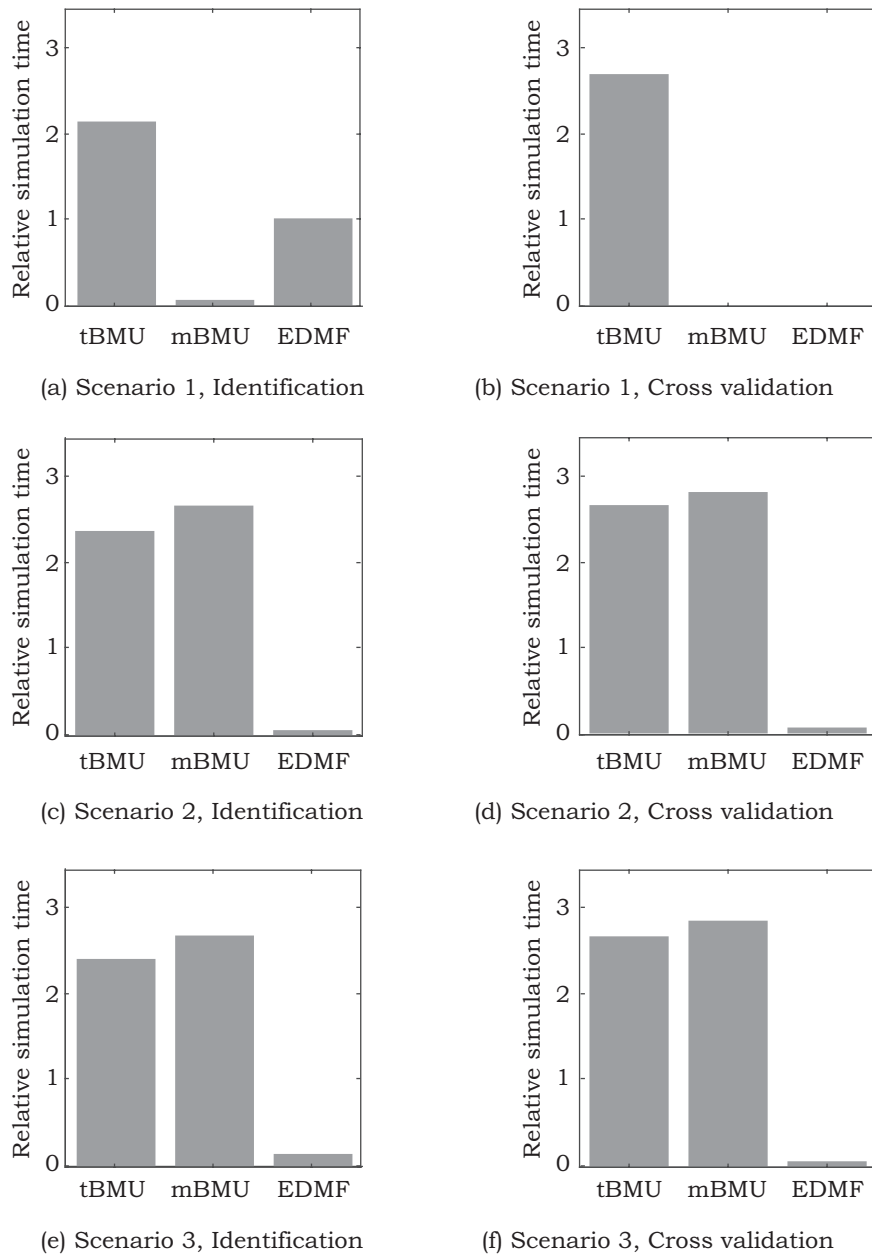 Relative simulation time
3
2
1
0
tBMU mBMU EDMF
(a) Scenario 1, Identification
Relative simulation time
3
2
1
0
tBMU mBMU EDMF
(b) Scenario 1, Cross validation
Relative simulation time
3
2
1
0
tBMU mBMU EDMF
(c) Scenario 2, Identification
Relative simulation time
3
2
1
0
tBMU mBMU EDMF
(d) Scenario 2, Cross validation
Relative simulation time
3
2
1
0
tBMU mBMU EDMF
(e) Scenario 3, Identification
Relative simulation time
3
2
1
0
tBMU mBMU EDMF
(f) Scenario 3, Cross validation